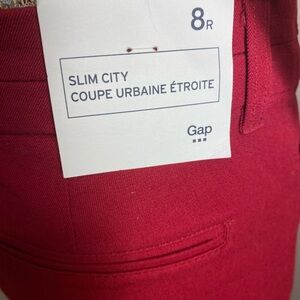 8R
SLIM CITY
COUPE URBAINE ÉTROITE
Gap